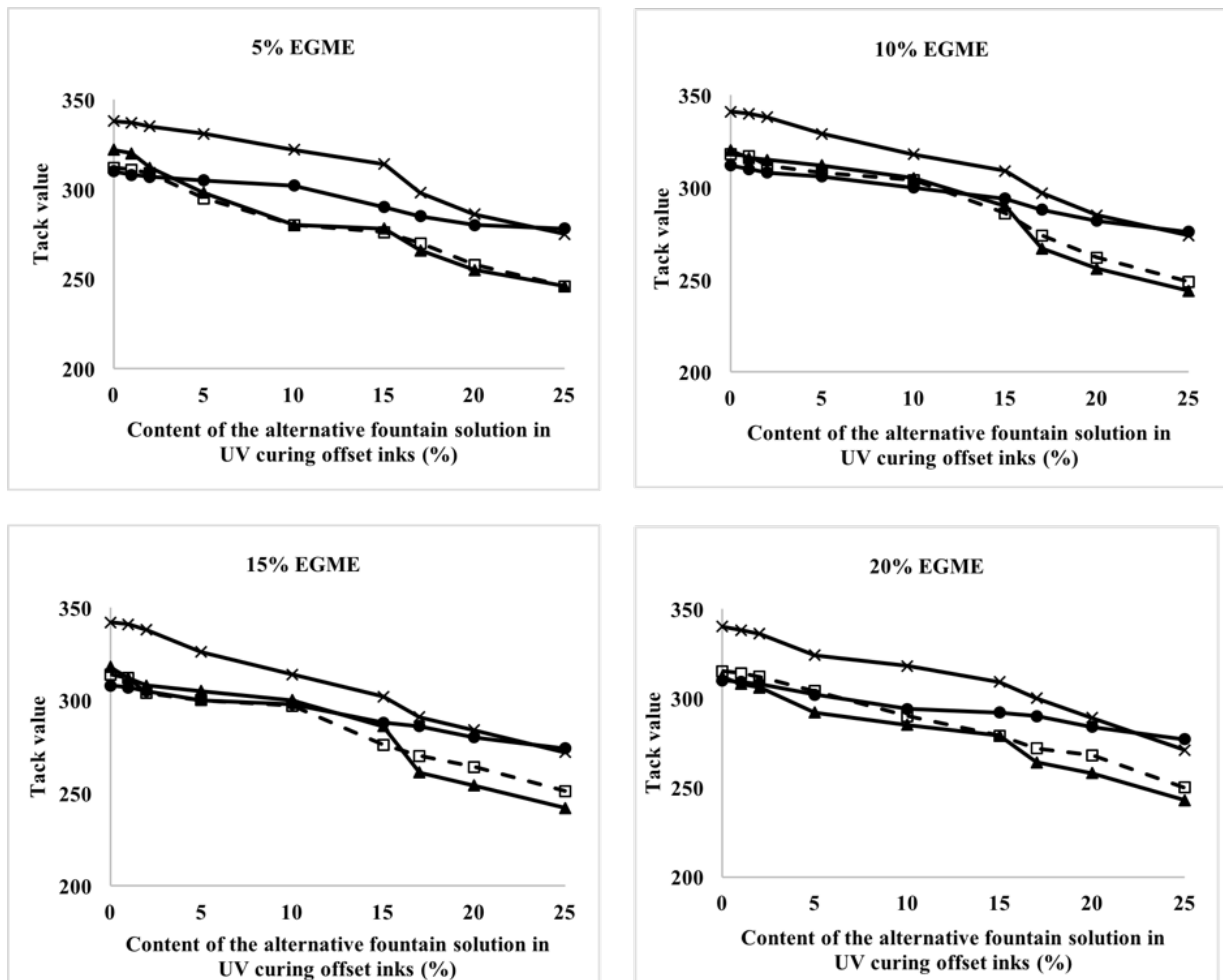 5% EGME
350
300
250
200
Tack value
0 5 10 15 20 25
Content of the alternative fountain solution in
UV curing offset inks (%)
10% EGME
350
300
250
200
Tack value
0 5 10 15 20 25
Content of the alternative fountain solution in
UV curing offset inks (%)
15% EGME
350
300
250
200
Tack value
0 5 10 15 20 25
Content of the alternative fountain solution in
UV curing offset inks (%)
20% EGME
350
300
250
200
Tack value
0 5 10 15 20 25
Content of the alternative fountain solution in
UV curing offset inks (%)